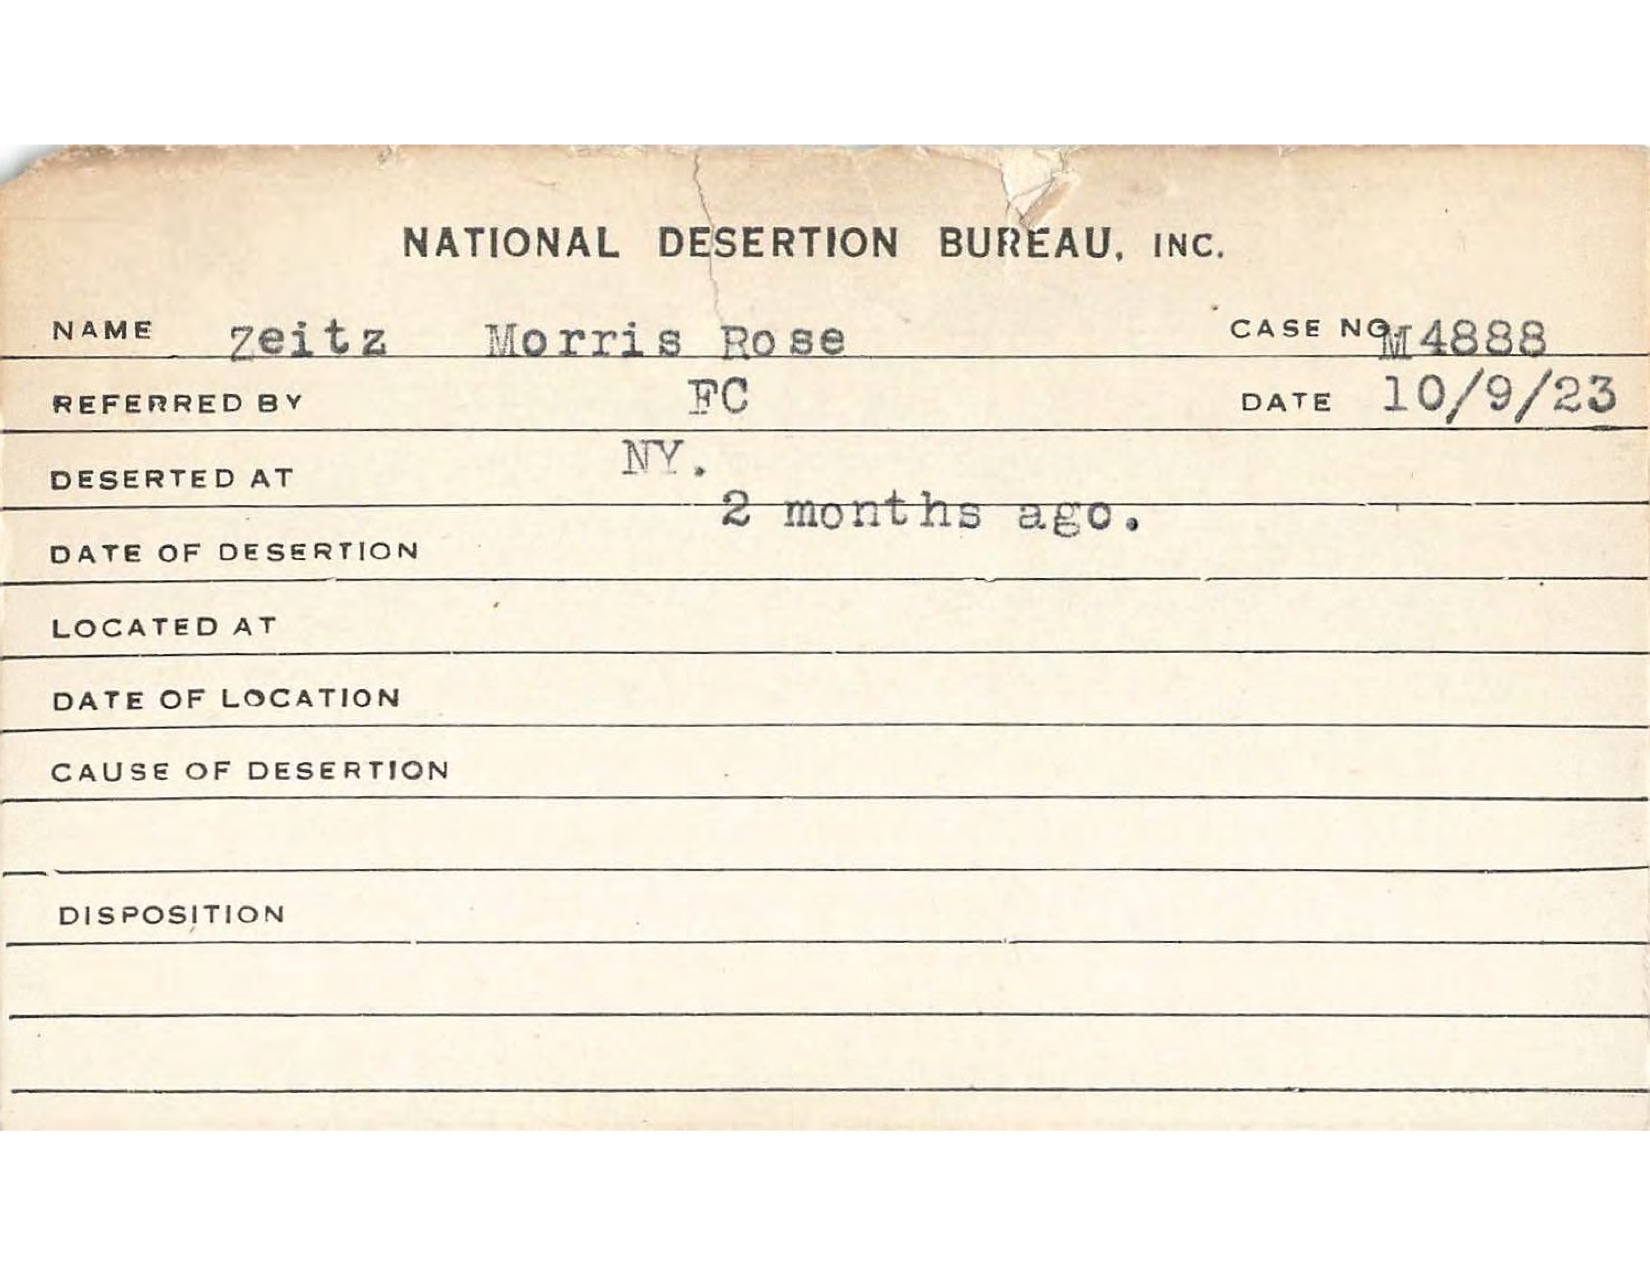 NATIONAL DESERTION BUREAU, INC.
NAME Zeitz Morris Rose CASE NO. M4888
REFERRED BY FC DATE 10/9/23
DESERTED AT NY.
DATE OF DESERTION 2 months ago.
LOCATED AT
DATE OF LOCATION
CAUSE OF DESERTION
DISPOSITION